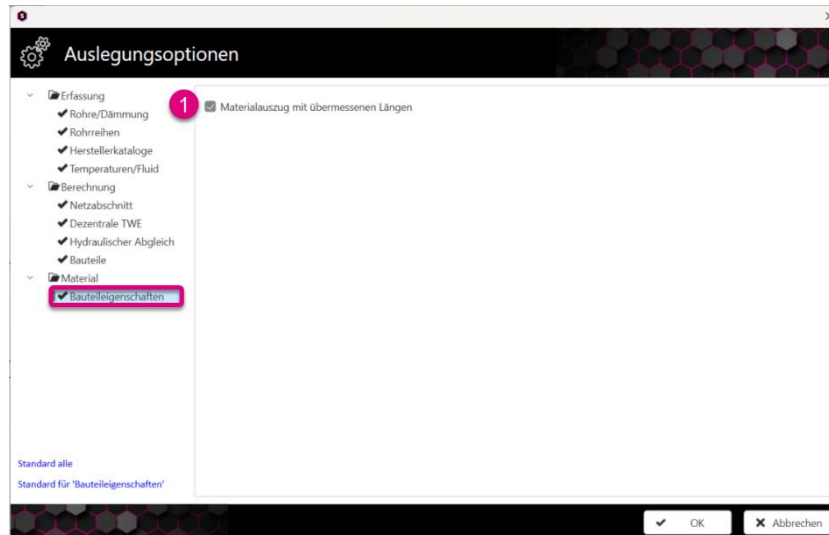 Auslegungsoptionen
Erfassung
Rohre/Dämmung
Rohrreihen
Herstellerkataloge
Temperaturen/Fluid
Berechnung
Netzabschnitt
Dezentrale TWE
Hydraulischer Abgleich
Bauteile
Material
Bauteileigenschaften
1
Materialauszug mit übermessenen Längen
Standard alle
Standard für 'Bauteileigenschaften'
OK
Abbrechen